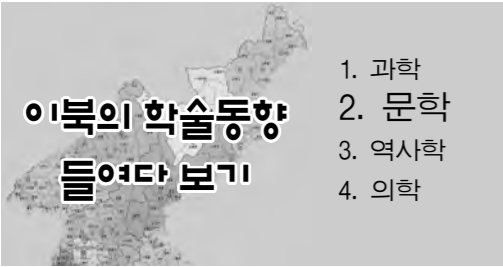 이북의 학술동향
들여다 보기
1. 과학
2. 문학
3. 역사학
4. 의학